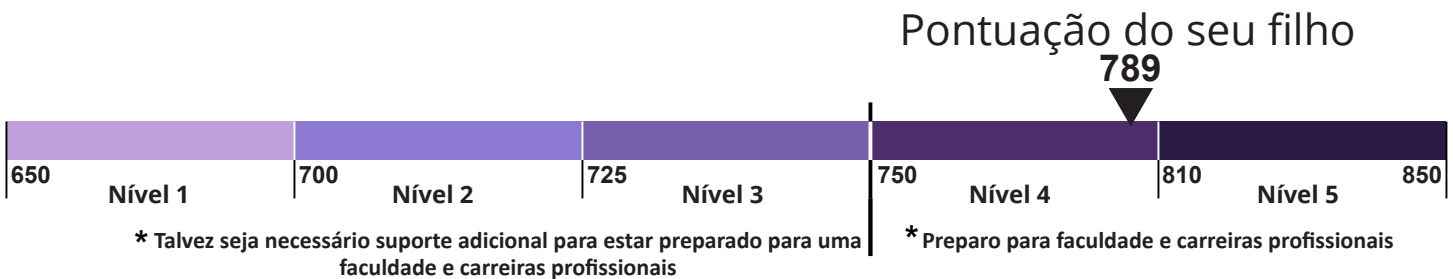 Pontuação do seu filho
789
650 700 725 750 810 850
Nível 1 Nível 2 Nível 3 Nível 4 Nível 5
* Talvez seja necessário suporte adicional para estar preparado para uma
faculdade e carreiras profissionais
* Preparo para faculdade e carreiras profissionais